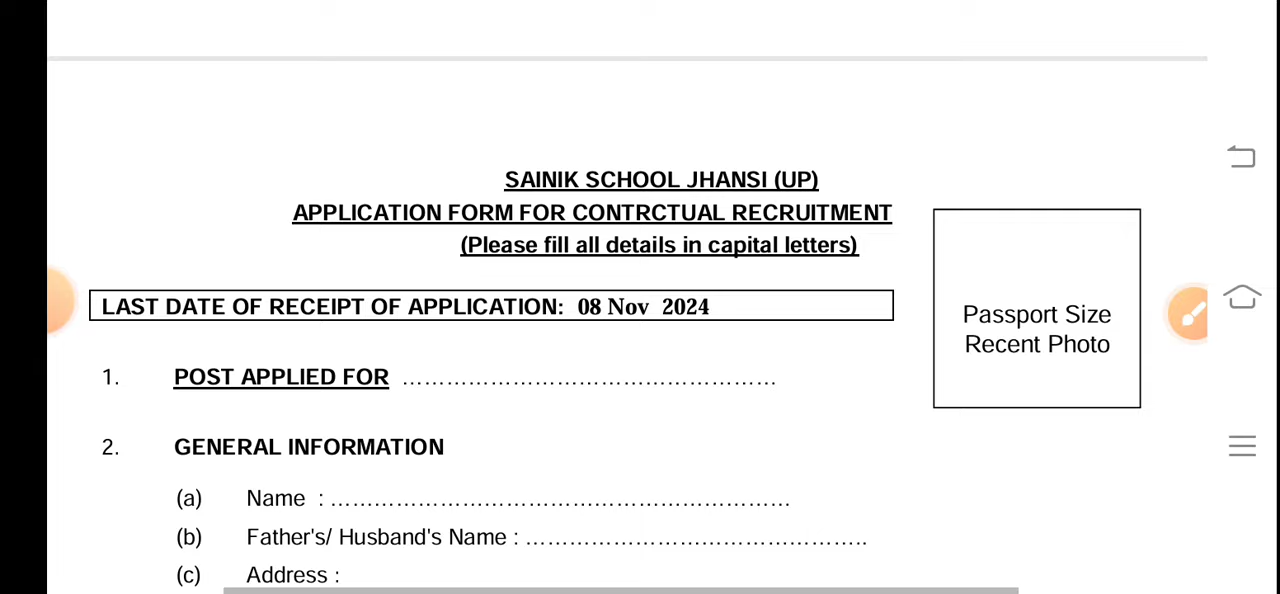 SAINIK SCHOOL JHANSI (UP)
APPLICATION FORM FOR CONTRCTUAL RECRUITMENT
(Please fill all details in capital letters)
LAST DATE OF RECEIPT OF APPLICATION: 08 Nov 2024
Passport Size
Recent Photo
1. POST APPLIED FOR ……………………………………………
2. GENERAL INFORMATION
(a) Name : ………………………………………………………
(b) Father's/ Husband's Name : ………………………………………..
(c) Address :